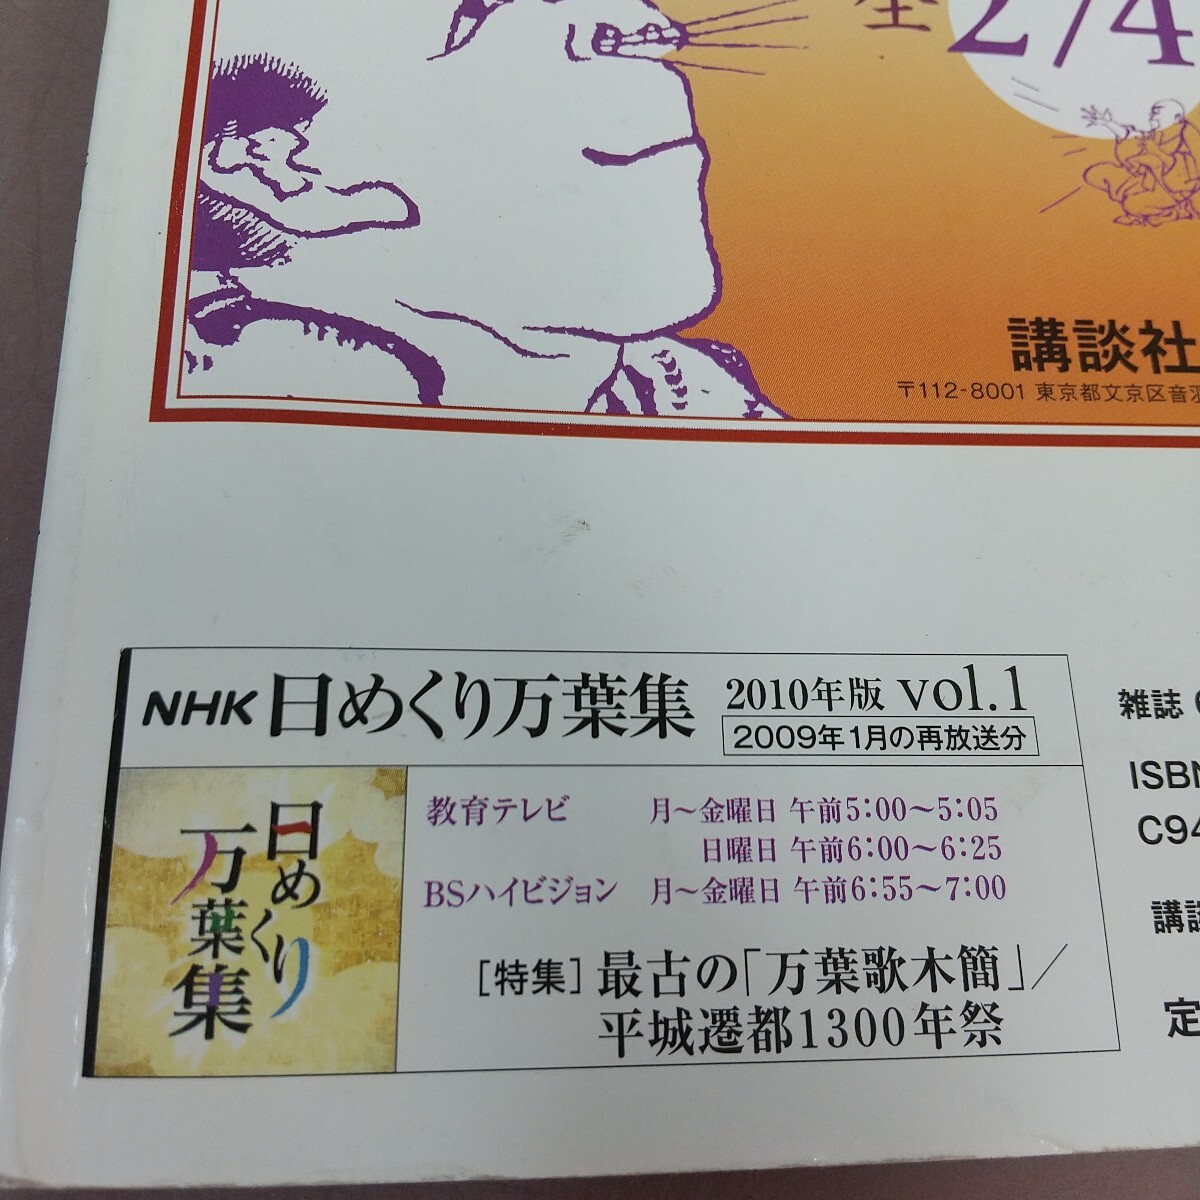 全 2/4
講談社
〒112-8001 東京都文京区音羽
NHK 日めくり万葉集 2010年版 vol.1
2009年1月の再放送分
日めくり
万葉集
教育テレビ 月〜金曜日 午前5:00〜5:05
日曜日 午前6:00〜6:25
BSハイビジョン 月〜金曜日 午前6:55〜7:00
[特集] 最古の「万葉歌木簡」/
平城遷都1300年祭
雑誌 6
ISBN
C94
講談
定